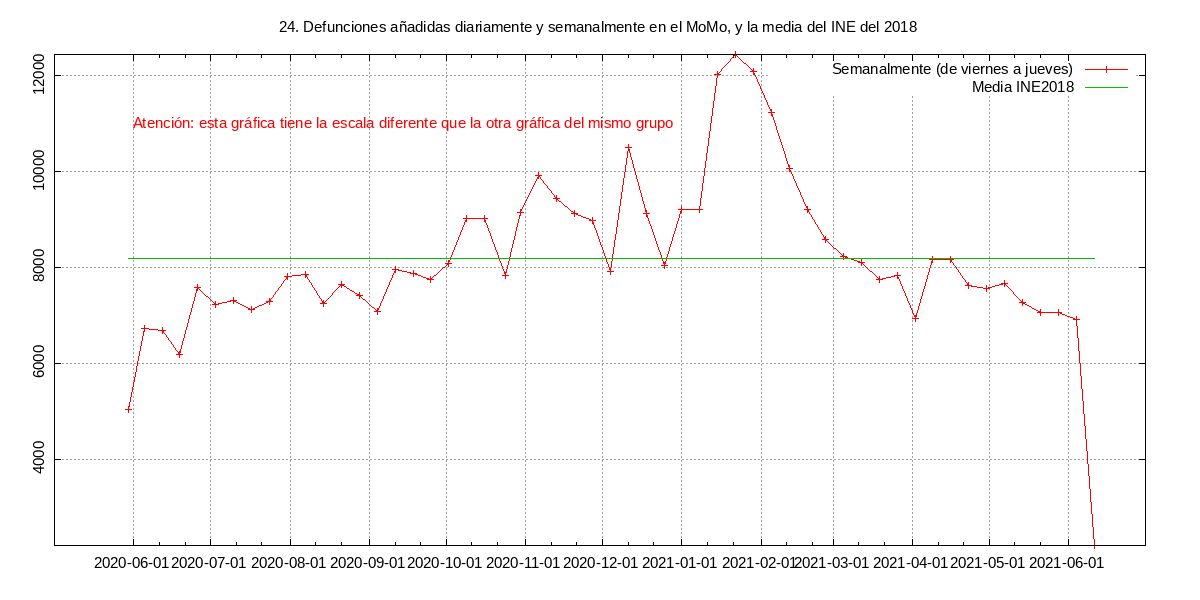 24. Defunciones añadidas diariamente y semanalmente en el MoMo, y la media del INE del 2018
Semanalmente (de viernes a jueves)
Media INE2018
Atención: esta gráfica tiene la escala diferente que la otra gráfica del mismo grupo
12000
10000
8000
6000
4000
2020-06-01 2020-07-01 2020-08-01 2020-09-01 2020-10-01 2020-11-01 2020-12-01 2021-01-01 2021-02-01 2021-03-01 2021-04-01 2021-05-01 2021-06-01